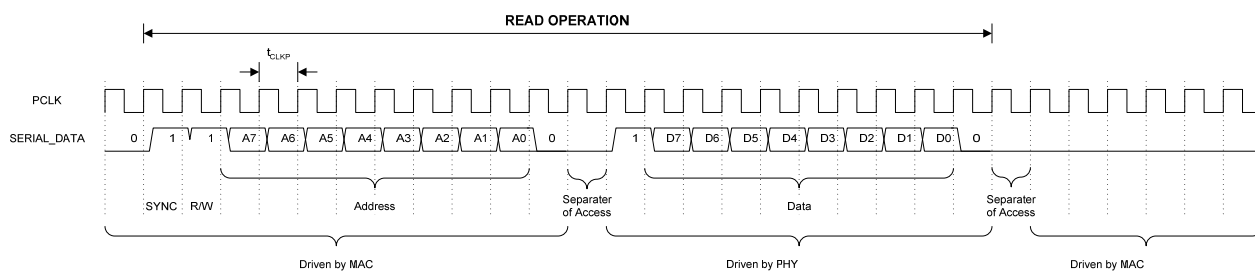 READ OPERATION
tCLKP
PCLK
SERIAL_DATA 0 1 1 A7 A6 A5 A4 A3 A2 A1 A0 0 1 D7 D6 D5 D4 D3 D2 D1 D0 0
SYNC R/W Address Separater of Access Data Separater of Access
Driven by MAC Driven by PHY Driven by MAC